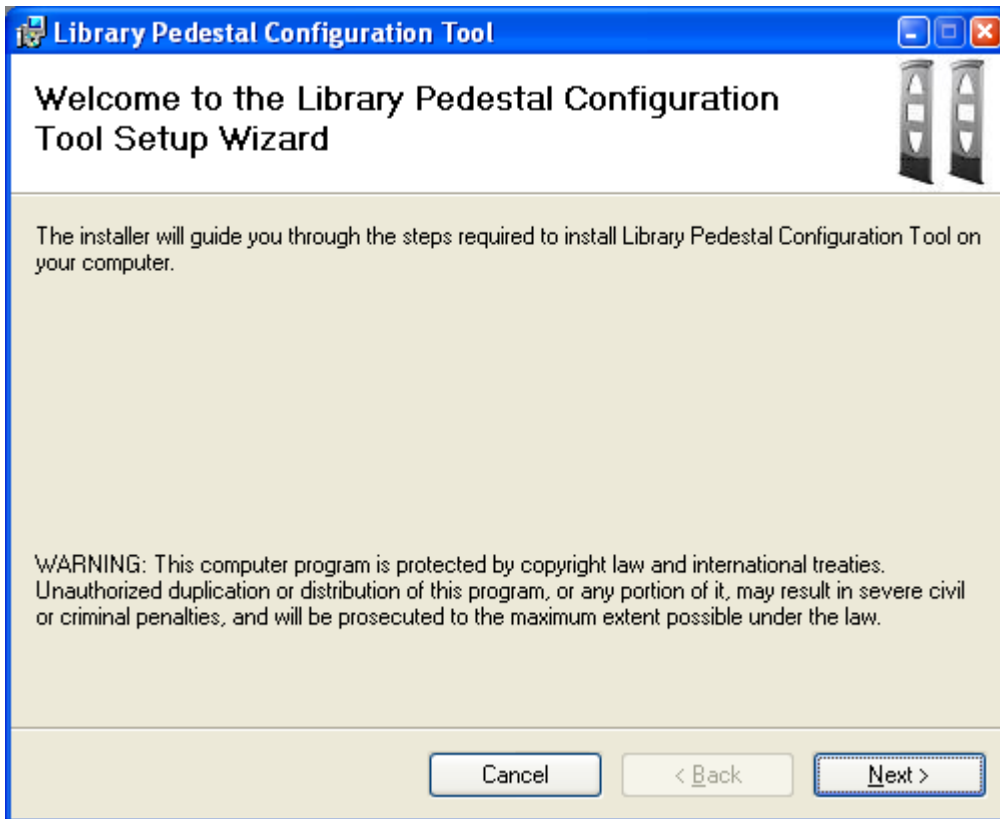 Library Pedestal Configuration Tool
Welcome to the Library Pedestal Configuration
Tool Setup Wizard
The installer will guide you through the steps required to install Library Pedestal Configuration Tool on
your computer.
WARNING: This computer program is protected by copyright law and international treaties.
Unauthorized duplication or distribution of this program, or any portion of it, may result in severe civil
or criminal penalties, and will be prosecuted to the maximum extent possible under the law.
Cancel < Back Next >